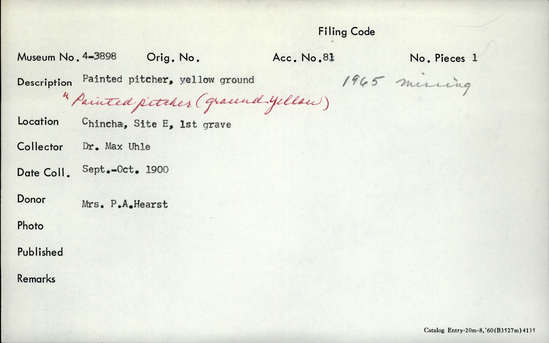 Filing Code
Museum No. 4-3898 Orig. No. Acc. No. 81 No. Pieces 1
Description Painted pitcher, yellow ground 1965 missing
"Painted pitcher (ground yellow)
Location Chincha, Site E, 1st grave
Collector Dr. Max Uhle
Date Coll. Sept.-Oct. 1900
Donor Mrs. P.A.Hearst
Photo
Published
Remarks
Catalog Entry-20m-8,'60(B3527m)4135